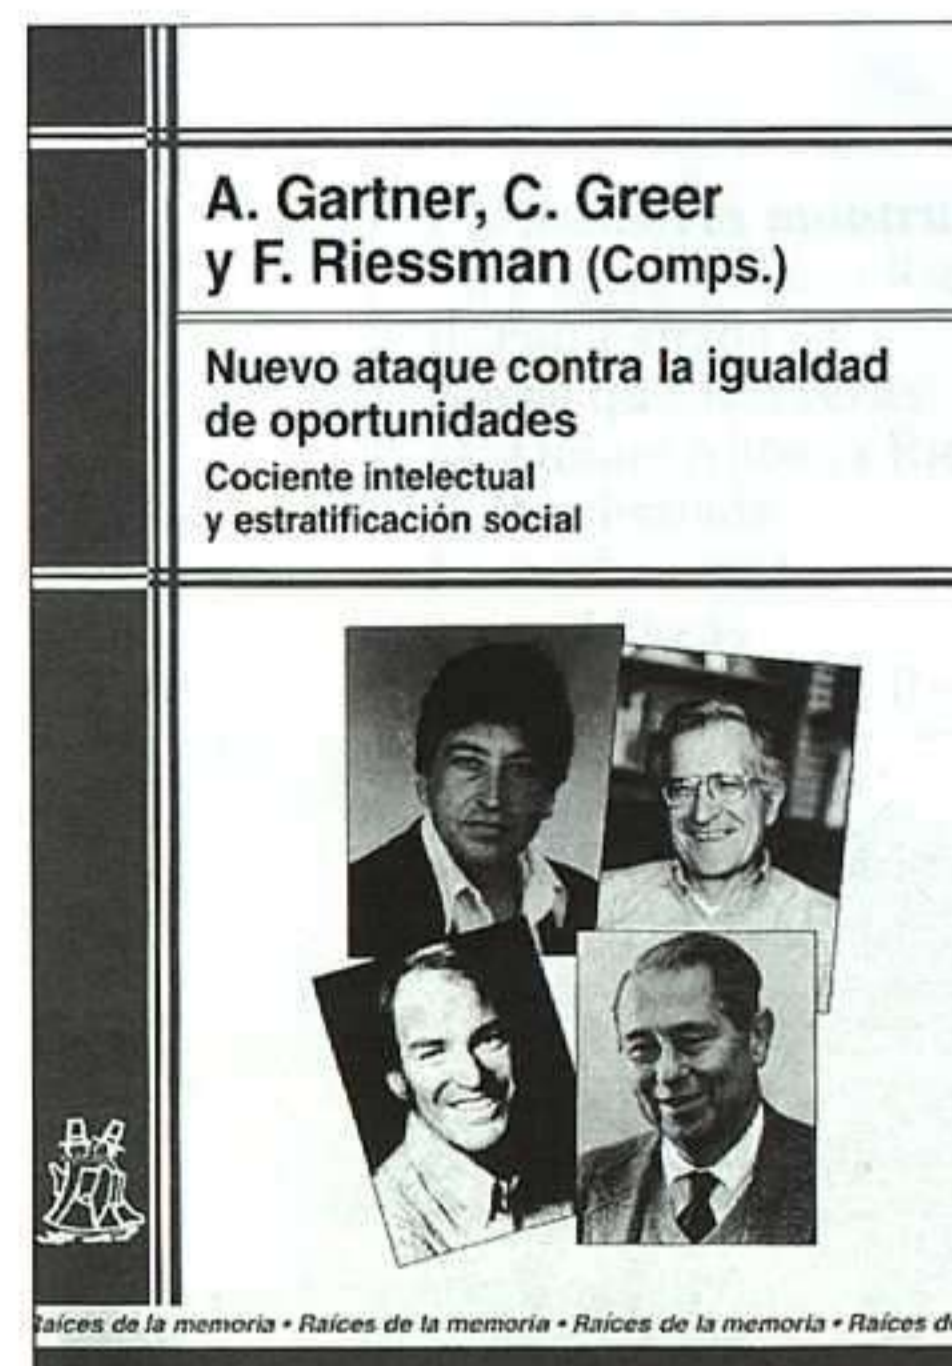 A. Gartner, C. Greer
y F. Riessman (Comps.)
Nuevo ataque contra la igualdad
de oportunidades
Cociente intelectual
y estratificación social
Raíces de la memoria • Raíces de la memoria • Raíces de la memoria • Raíces de